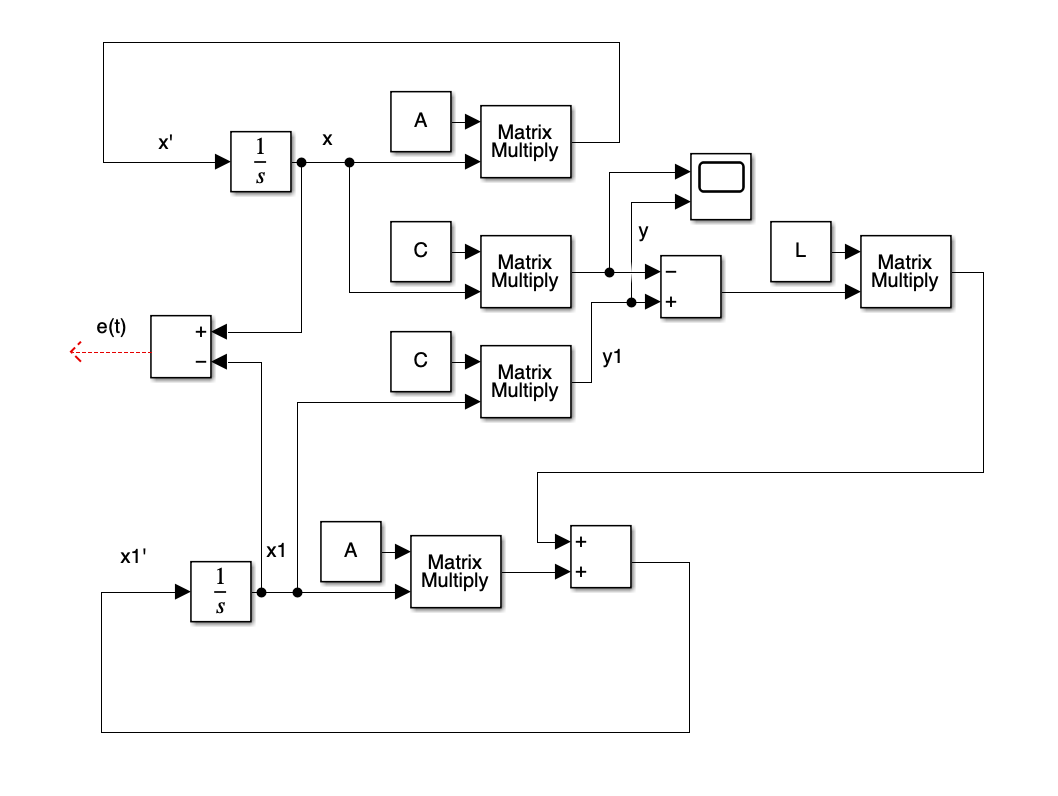 x'
1
s
x
A
Matrix
Multiply
C
Matrix
Multiply
y
−
+
L
Matrix
Multiply
e(t)
+
−
C
Matrix
Multiply
y1
x1'
1
s
x1
A
Matrix
Multiply
+
+